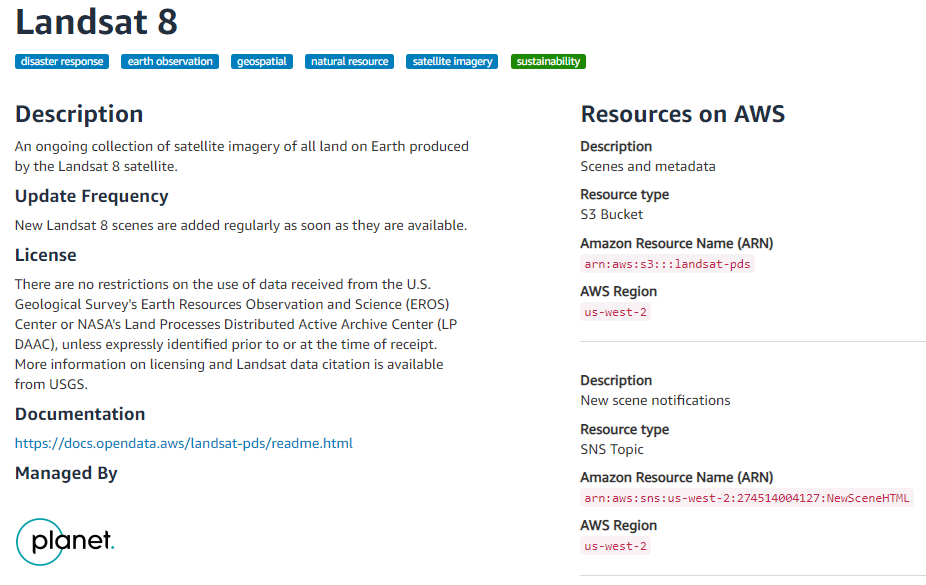 Landsat 8
disaster response earth observation geospatial natural resource satellite imagery sustainability
Description
An ongoing collection of satellite imagery of all land on Earth produced
by the Landsat 8 satellite.
Update Frequency
New Landsat 8 scenes are added regularly as soon as they are available.
License
There are no restrictions on the use of data received from the U.S.
Geological Survey's Earth Resources Observation and Science (EROS)
Center or NASA's Land Processes Distributed Active Archive Center (LP
DAAC), unless expressly identified prior to or at the time of receipt.
More information on licensing and Landsat data citation is available
from USGS.
Documentation
https://docs.opendata.aws/landsat-pds/readme.html
Managed By
planet.
Resources on AWS
Description
Scenes and metadata
Resource type
S3 Bucket
Amazon Resource Name (ARN)
arn:aws:s3:::landsat-pds
AWS Region
us-west-2
Description
New scene notifications
Resource type
SNS Topic
Amazon Resource Name (ARN)
arn:aws:sns:us-west-2:274514004127:NewSceneHTML
AWS Region
us-west-2